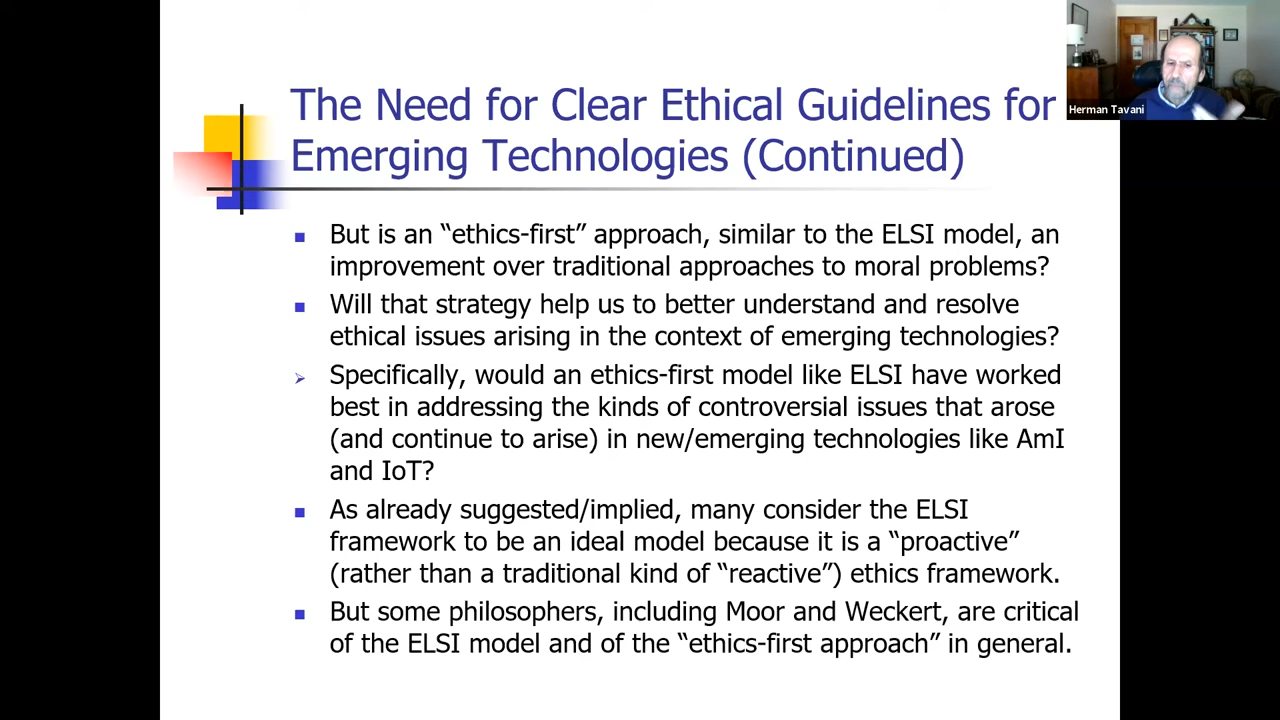 The Need for Clear Ethical Guidelines for
Emerging Technologies (Continued)
Herman Tavani
But is an “ethics-first” approach, similar to the ELSI model, an
improvement over traditional approaches to moral problems?
Will that strategy help us to better understand and resolve
ethical issues arising in the context of emerging technologies?
Specifically, would an ethics-first model like ELSI have worked
best in addressing the kinds of controversial issues that arose
(and continue to arise) in new/emerging technologies like AmI
and IoT?
As already suggested/implied, many consider the ELSI
framework to be an ideal model because it is a “proactive”
(rather than a traditional kind of “reactive”) ethics framework.
But some philosophers, including Moor and Weckert, are critical
of the ELSI model and of the “ethics-first approach” in general.